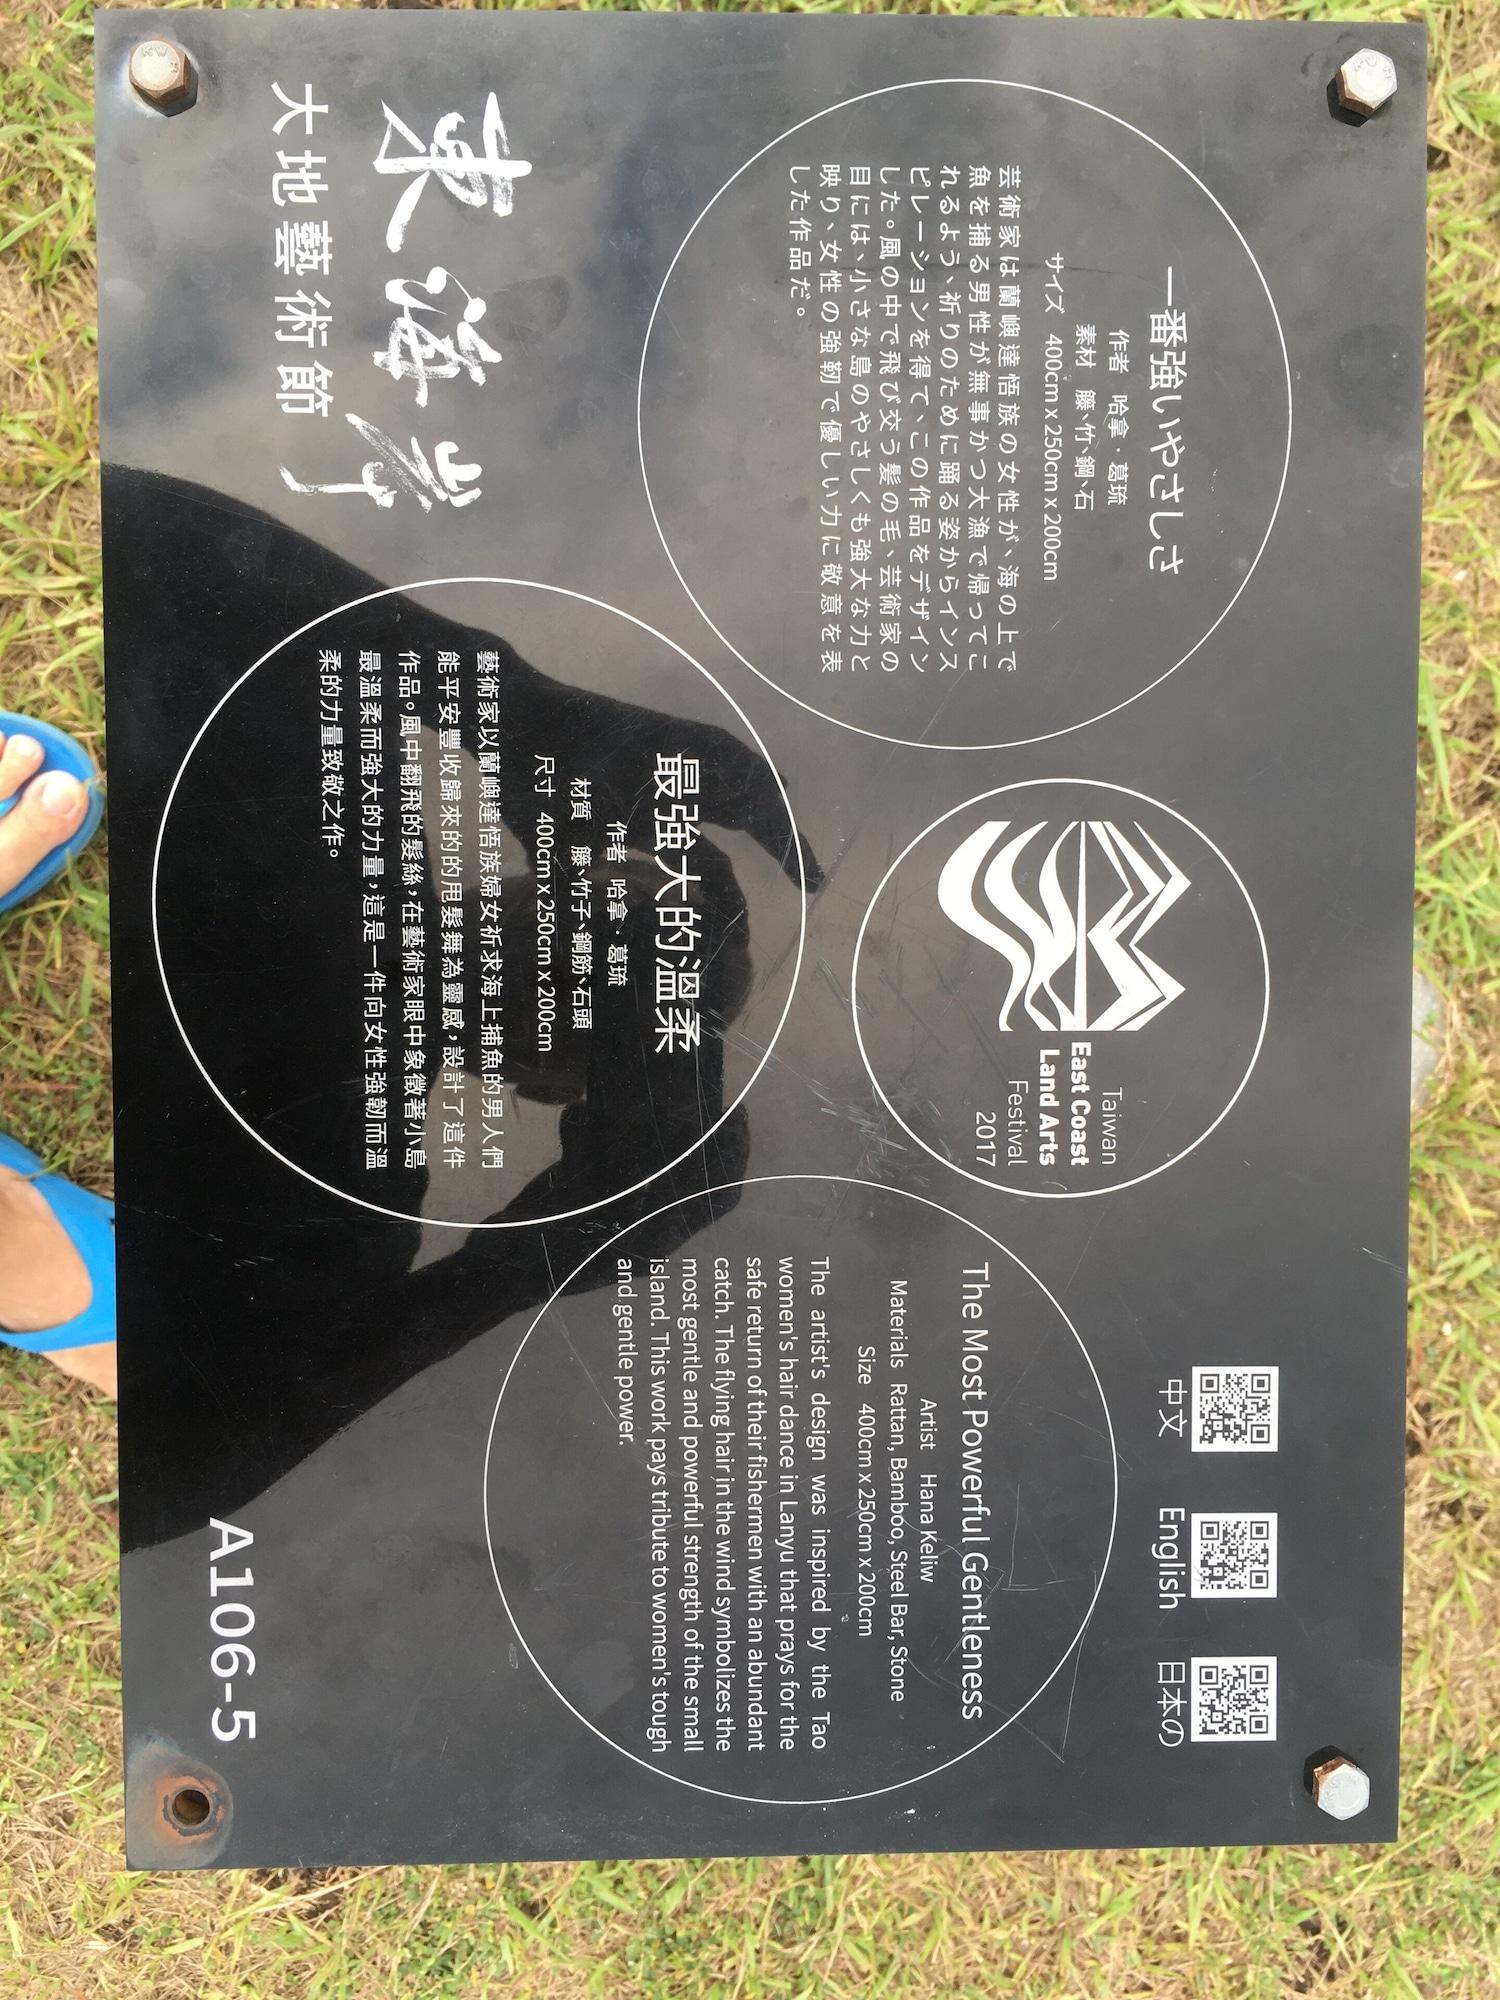 一番強いやさしさ
作者 哈拿·葛琉
素材 籐、竹、鋼、石
サイズ 400cm x 250cm x 200cm
芸術家は蘭嶼達悟族の女性が、海の上で
魚を捕る男性が無事かつ大漁で帰ってこ
れるよう、祈りのために踊る姿からインス
ピレーションを得て、この作品をデザイン
した。風の中で飛び交う髪の毛、芸術家の
目には、小さな島のやさしくも強大な力と
映り、女性の強靭で優しい力に敬意を表
した作品だ。
Taiwan
East Coast
Land Arts
Festival
2017
中文
English
日本の
最強大的溫柔
作者 哈拿·葛琉
材質 籐、竹子、鋼筋、石頭
尺寸 400cm x 250cm x 200cm
藝術家以蘭嶼達悟族婦女祈求海上捕魚的男人們
能平安豐收歸來的的甩髮舞為靈感，設計了這件
作品。風中翻飛的髮絲，在藝術家眼中象徵著小島
最溫柔而強大的力量，這是一件向女性強韌而溫
柔的力量致敬之作。
The Most Powerful Gentleness
Artist Hana Keliw
Materials Rattan, Bamboo, Steel Bar, Stone
Size 400cm x 250cm x 200cm
The artist's design was inspired by the Tao
women's hair dance in Lanyu that prays for the
safe return of their fishermen with an abundant
catch. The flying hair in the wind symbolizes the
most gentle and powerful strength of the small
island. This work pays tribute to women's tough
and gentle power.
東海岸
大地藝術節
A106-5